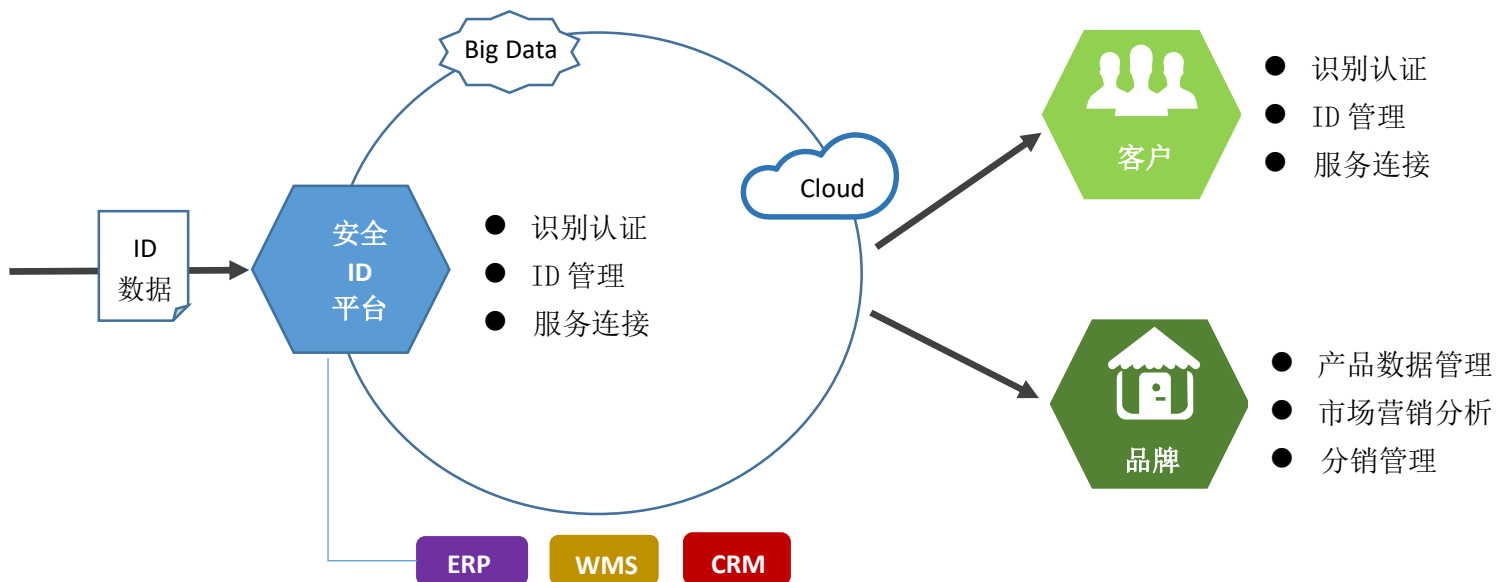 Big Data
Cloud
ID
数据
安全
ID
平台
识别认证
ID 管理
服务连接
ERP
WMS
CRM
客户
识别认证
ID 管理
服务连接
品牌
产品数据管理
市场营销分析
分销管理